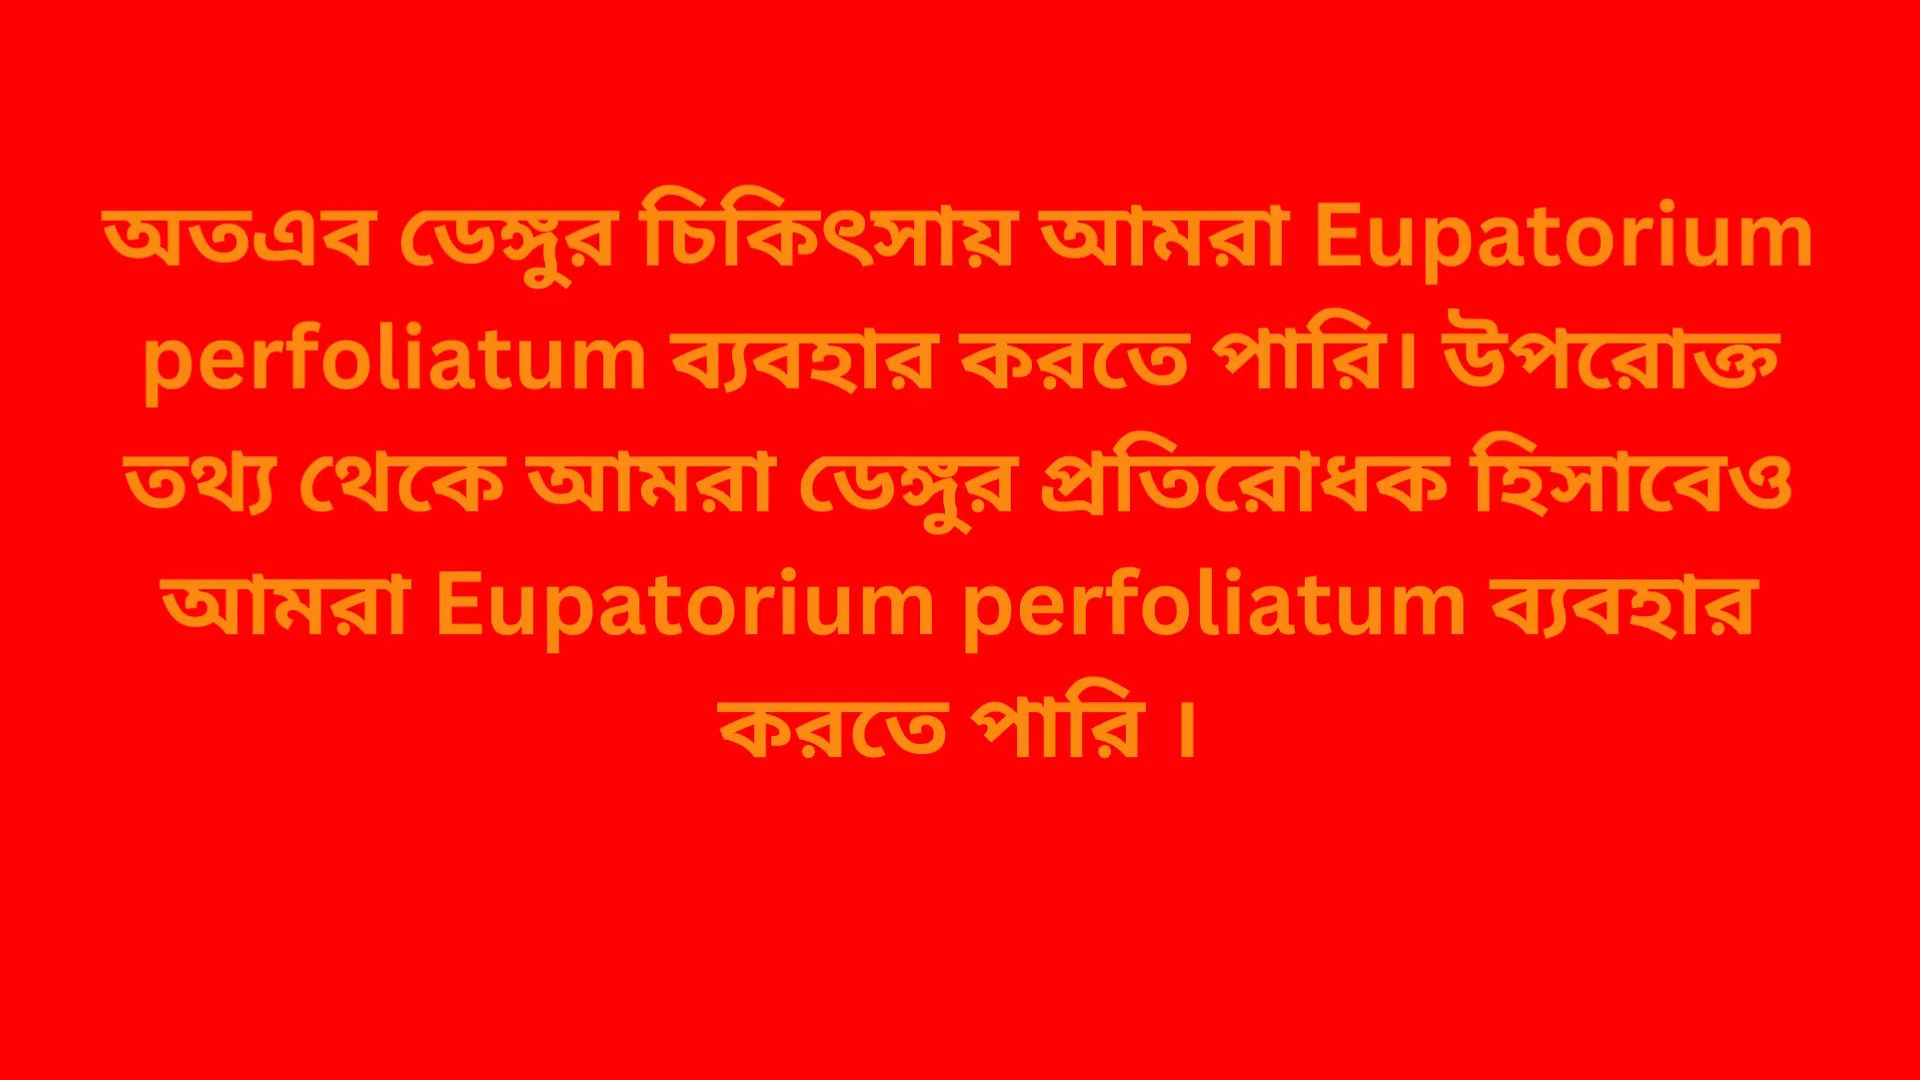 অতএব ডেঙ্গুর চিকিৎসায় আমরা Eupatorium
perfoliatum ব্যবহার করতে পারি। উপরোক্ত
তথ্য থেকে আমরা ডেঙ্গুর প্রতিরোধক হিসাবেও
আমরা Eupatorium perfoliatum ব্যবহার
করতে পারি ।